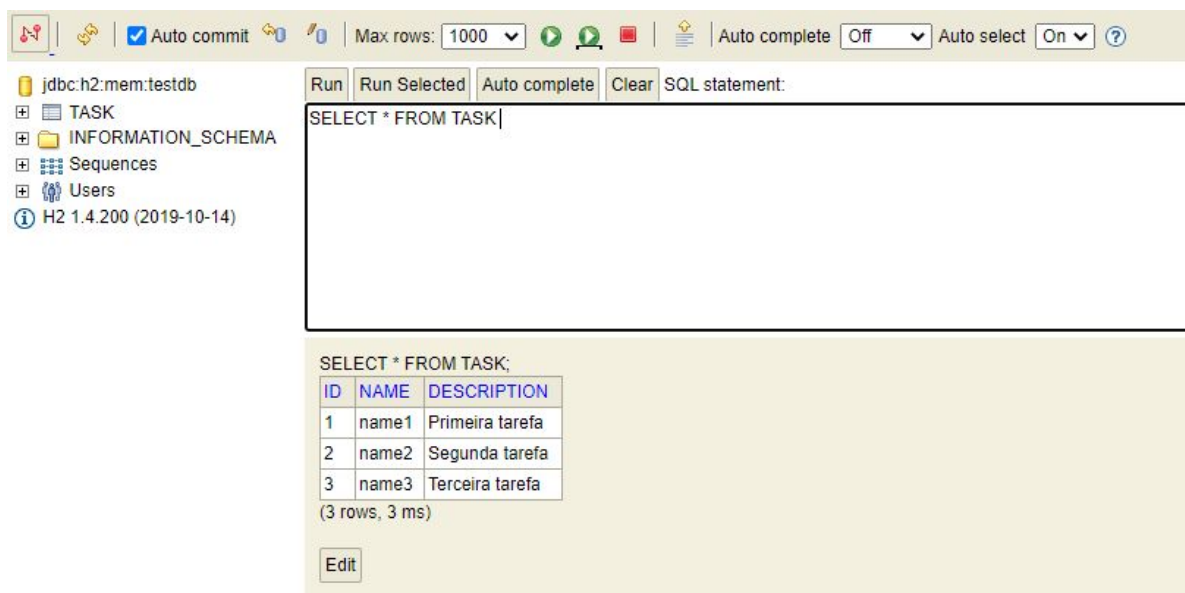 Auto commit Max rows: 1000 Auto complete Off Auto select On ?
jdbc:h2:mem:testdb
TASK
INFORMATION_SCHEMA
Sequences
Users
H2 1.4.200 (2019-10-14)
Run Run Selected Auto complete Clear SQL statement:
SELECT * FROM TASK
SELECT * FROM TASK;
ID NAME DESCRIPTION
1 name1 Primeira tarefa
2 name2 Segunda tarefa
3 name3 Terceira tarefa
(3 rows, 3 ms)
Edit